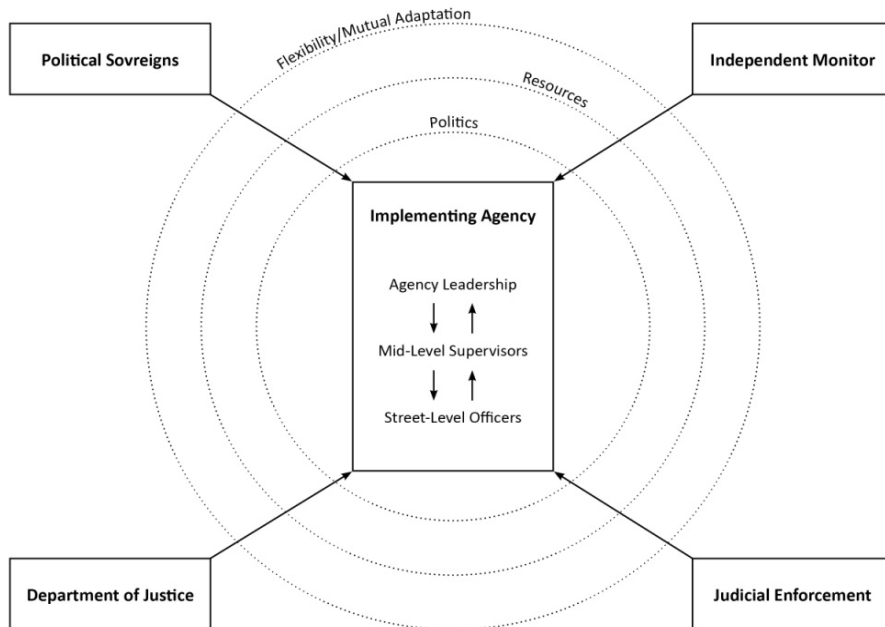 Flexibility/Mutual Adaptation
Political Sovreigns
Independent Monitor
Resources
Politics
Implementing Agency
Agency Leadership
Mid-Level Supervisors
Street-Level Officers
Department of Justice
Judicial Enforcement